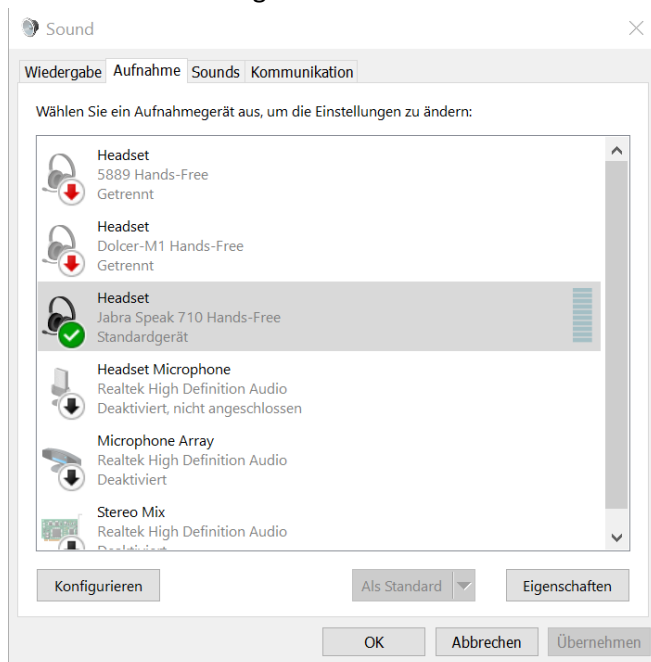 Sound
Wiedergabe Aufnahme Sounds Kommunikation
Wählen Sie ein Aufnahmegerät aus, um die Einstellungen zu ändern:
Headset
5889 Hands-Free
Getrennt
Headset
Dolcer-M1 Hands-Free
Getrennt
Headset
Jabra Speak 710 Hands-Free
Standardgerät
Headset Microphone
Realtek High Definition Audio
Deaktiviert, nicht angeschlossen
Microphone Array
Realtek High Definition Audio
Deaktiviert
Stereo Mix
Realtek High Definition Audio
Konfigurieren Als Standard Eigenschaften
OK Abbrechen Übernehmen